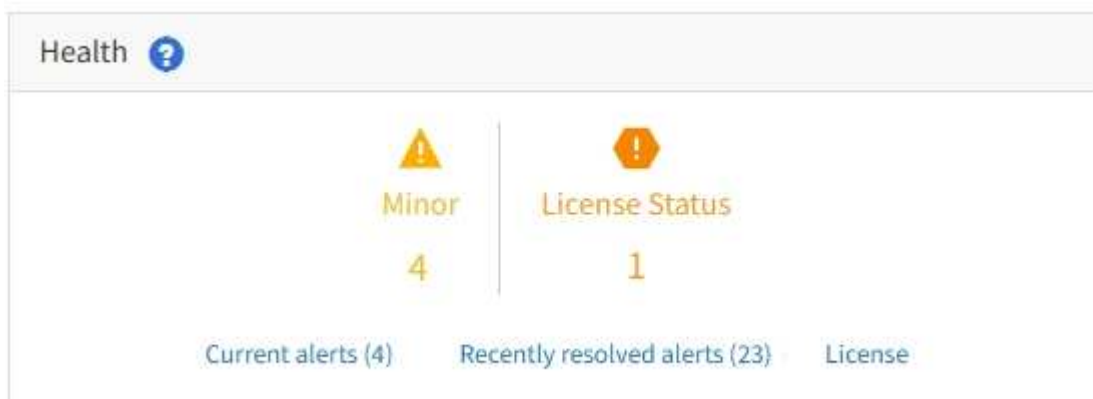 Health ?
Minor License Status
4 1
Current alerts (4) Recently resolved alerts (23) License